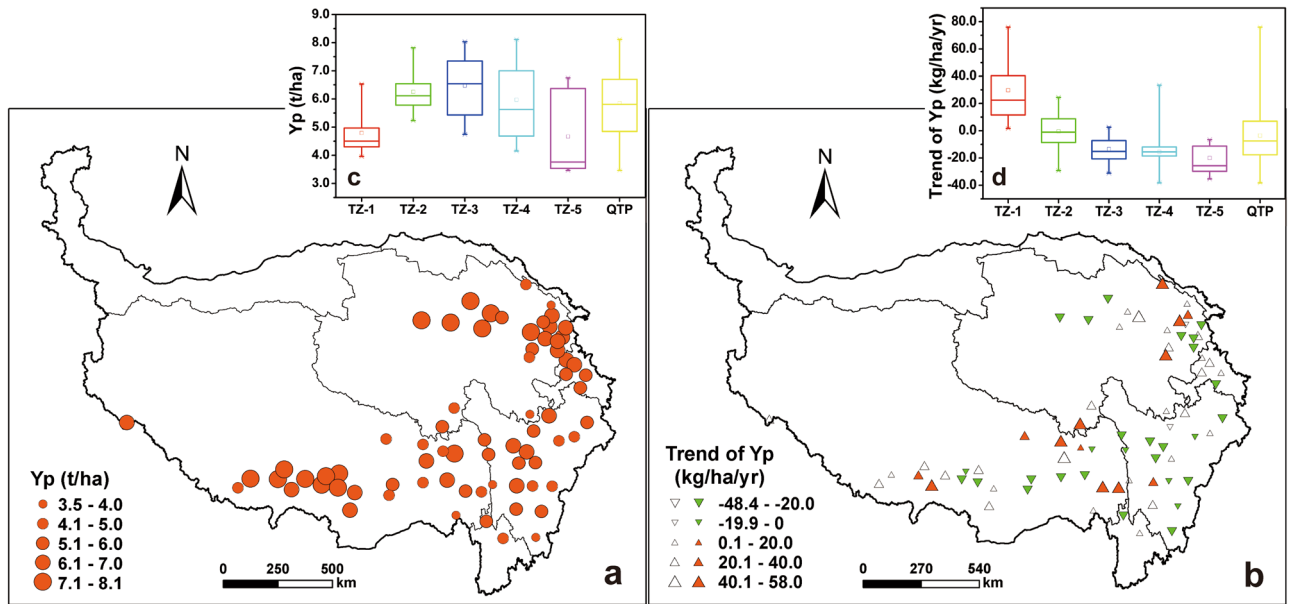 9.0
8.0
7.0
6.0
5.0
4.0
3.0
Yp (t/ha)
c
TZ-1 TZ-2 TZ-3 TZ-4 TZ-5 QTP
N
Yp (t/ha)
3.5 - 4.0
4.1 - 5.0
5.1 - 6.0
6.1 - 7.0
7.1 - 8.1
0 250 500
km
a
80.0
60.0
40.0
20.0
0.0
-20.0
-40.0
Trend of Yp (kg/ha/yr)
d
TZ-1 TZ-2 TZ-3 TZ-4 TZ-5 QTP
N
Trend of Yp
(kg/ha/yr)
-48.4 - -20.0
-19.9 - 0
0.1 - 20.0
20.1 - 40.0
40.1 - 58.0
0 270 540
km
b